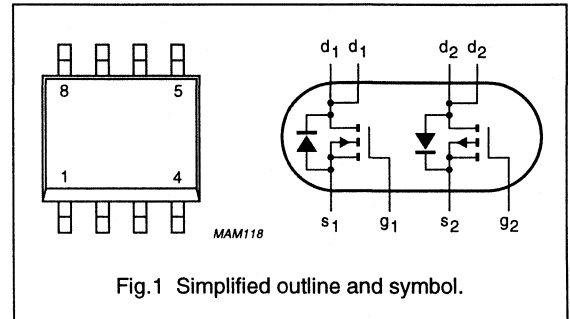 d1 d1 d2 d2
8 5
1 4
s1 g1 s2 g2
MAM118
Fig.1 Simplified outline and symbol.